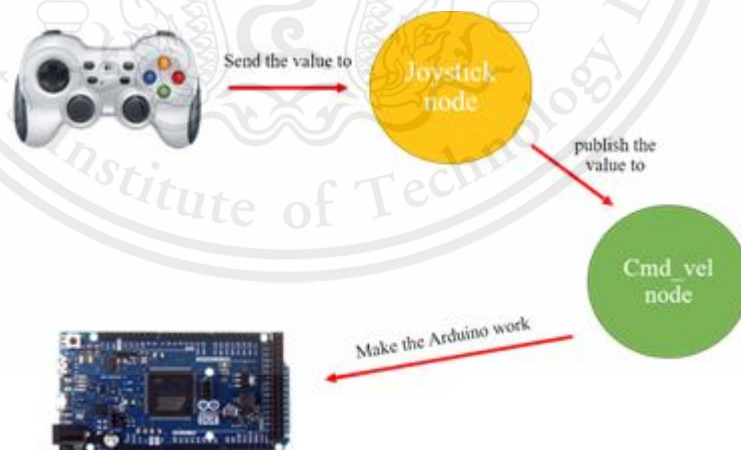 Send the value to
Joystick
node
publish the
value to
Cmd_vel
node
Make the Arduino work
Institute of Technology